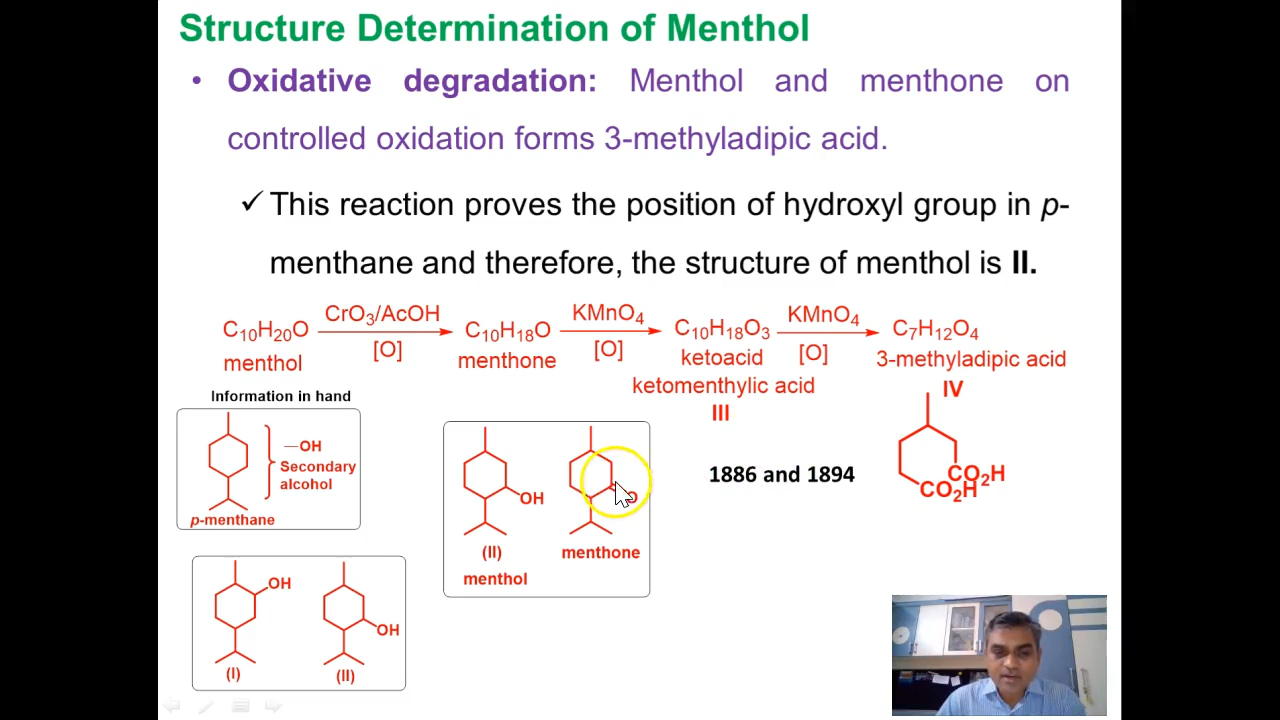 Structure Determination of Menthol
• Oxidative degradation: Menthol and menthone on
controlled oxidation forms 3-methyladipic acid.
✓ This reaction proves the position of hydroxyl group in p-
menthane and therefore, the structure of menthol is II.
C10H20O CrO3/AcOH [O] C10H18O KMnO4 [O] C10H18O3 KMnO4 [O] C7H12O4
menthol menthone ketoacid 3-methyladipic acid
ketomenthylic acid
III
IV
CO2H
CO2H
Information in hand
—OH
Secondary
alcohol
p-menthane
OH
O
(II)
menthone
menthol
1886 and 1894
OH
OH
(I)
(II)